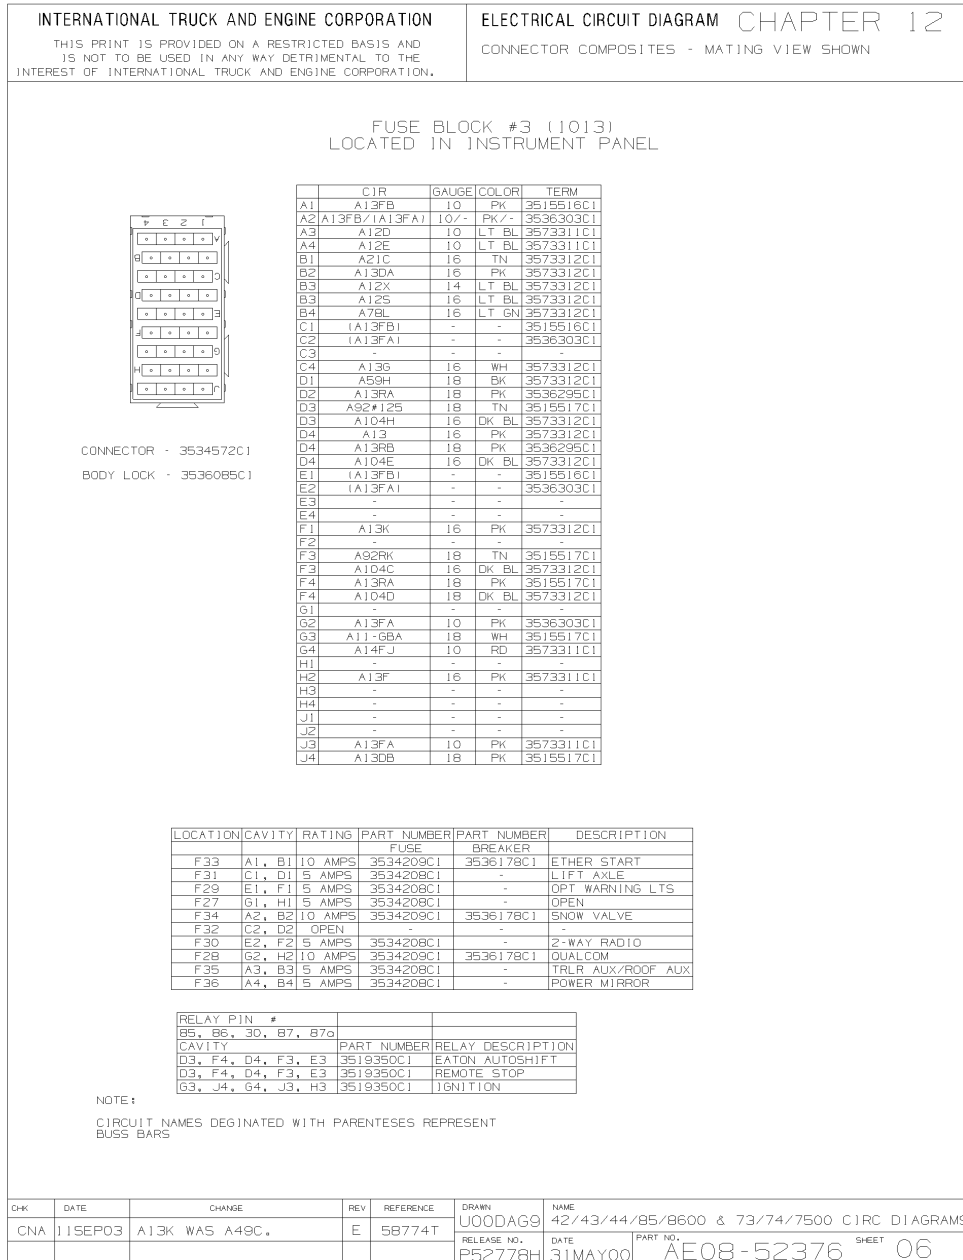 INTERNATIONAL TRUCK AND ENGINE CORPORATION
THIS PRINT IS PROVIDED ON A RESTRICTED BASIS AND
IS NOT TO BE USED IN ANY WAY DETRIMENTAL TO THE
INTEREST OF INTERNATIONAL TRUCK AND ENGINE CORPORATION.
ELECTRICAL CIRCUIT DIAGRAM CHAPTER 12
CONNECTOR COMPOSITES - MATING VIEW SHOWN
FUSE BLOCK #3 (1013)
LOCATED IN INSTRUMENT PANEL
4 3 2 1
A
B
C
D
E
F
G
H
J
CONNECTOR - 3534572C1
BODY LOCK - 3536085C1
CIR GAUGE COLOR TERM
A1 A13FB 10 PK 3515516C1
A2 A13FB/(A13FA) 10/- PK/- 3536303C1
A3 A12D 10 LT BL 3573311C1
A4 A12E 10 LT BL 3573311C1
B1 A21C 16 TN 3573312C1
B2 A13DA 16 PK 3573312C1
B3 A12X 14 LT BL 3573312C1
B3 A12S 16 LT BL 3573312C1
B4 A78L 16 LT GN 3573312C1
C1 (A13FB) - - 3515516C1
C2 (A13FA) - - 3536303C1
C3 - - - -
C4 A13G 16 WH 3573312C1
D1 A59H 18 BK 3573312C1
D2 A13RA 18 PK 3536295C1
D3 A92#125 18 TN 3515517C1
D3 A104H 16 DK BL 3573312C1
D4 A13 16 PK 3573312C1
D4 A13RB 18 PK 3536295C1
D4 A104E 16 DK BL 3573312C1
E1 (A13FB) - - 3515516C1
E2 (A13FA) - - 3536303C1
E3 - - - -
E4 - - - -
F1 A13K 16 PK 3573312C1
F2 - - - -
F3 A92RK 18 TN 3515517C1
F3 A104C 16 DK BL 3573312C1
F4 A13RA 18 PK 3515517C1
F4 A104D 18 DK BL 3573312C1
G1 - - - -
G2 A13FA 10 PK 3536303C1
G3 A11-GBA 18 WH 3515517C1
G4 A14FJ 10 RD 3573311C1
H1 - - - -
H2 A13F 16 PK 3573311C1
H3 - - - -
H4 - - - -
J1 - - - -
J2 - - - -
J3 A13FA 10 PK 3573311C1
J4 A13DB 18 PK 3515517C1
LOCATION CAVITY RATING PART NUMBER PART NUMBER DESCRIPTION
FUSE BREAKER
F33 A1, B1 10 AMPS 3534209C1 3536178C1 ETHER START
F31 C1, D1 5 AMPS 3534208C1 - LIFT AXLE
F29 E1, F1 5 AMPS 3534208C1 - OPT WARNING LTS
F27 G1, H1 5 AMPS 3534208C1 - OPEN
F34 A2, B2 10 AMPS 3534209C1 3536178C1 SNOW VALVE
F32 C2, D2 OPEN - - -
F30 E2, F2 5 AMPS 3534208C1 - 2-WAY RADIO
F28 G2, H2 10 AMPS 3534209C1 3536178C1 QUALCOM
F35 A3, B3 5 AMPS 3534208C1 - TRLR AUX/ROOF AUX
F36 A4, B4 5 AMPS 3534208C1 - POWER MIRROR
RELAY PIN #
85, 86, 30, 87, 87a
CAVITY PART NUMBER RELAY DESCRIPTION
D3, F4, D4, F3, E3 3519350C1 EATON AUTOSHIFT
D3, F4, D4, F3, E3 3519350C1 REMOTE STOP
G3, J4, G4, J3, H3 3519350C1 IGNITION
NOTE:
CIRCUIT NAMES DEGINATED WITH PARENTESES REPRESENT
BUSS BARS
CHK DATE CHANGE REV REFERENCE
CNA 11SEP03 A13K WAS A49C. E 58774T
DRAWN
U00DAG9
NAME
42/43/44/85/8600 & 73/74/7500 CIRC DIAGRAMS
RELEASE NO.
P52778H
DATE
31MAY00
PART NO.
AE08-52376
SHEET 06